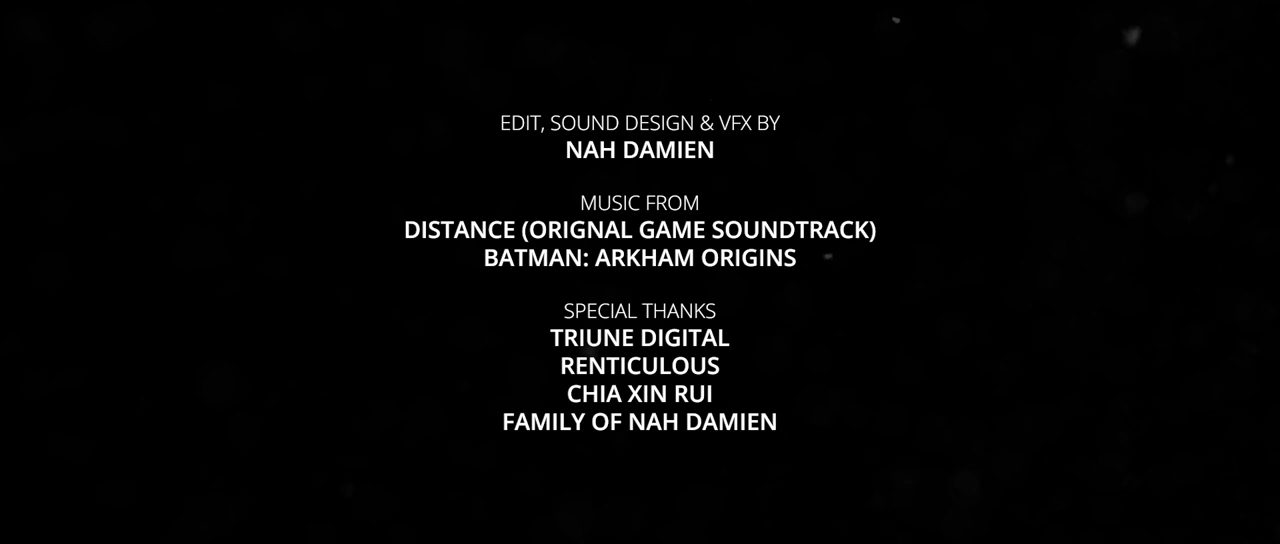 EDIT, SOUND DESIGN & VFX BY
NAH DAMIEN
MUSIC FROM
DISTANCE (ORIGNAL GAME SOUNDTRACK)
BATMAN: ARKHAM ORIGINS
SPECIAL THANKS
TRIUNE DIGITAL
RENTICULOUS
CHIA XIN RUI
FAMILY OF NAH DAMIEN